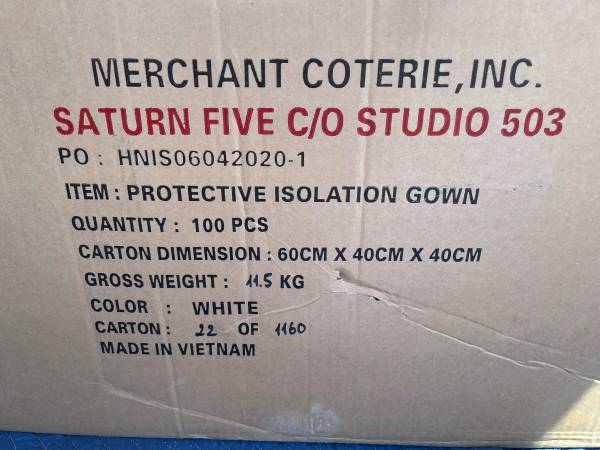 MERCHANT COTERIE, INC.
SATURN FIVE C/O STUDIO 503
PO : HNIS06042020-1
ITEM : PROTECTIVE ISOLATION GOWN
QUANTITY : 100 PCS
CARTON DIMENSION : 60CM X 40CM X 40CM
GROSS WEIGHT : 11.5 KG
COLOR : WHITE
CARTON : 22 OF 1160
MADE IN VIETNAM